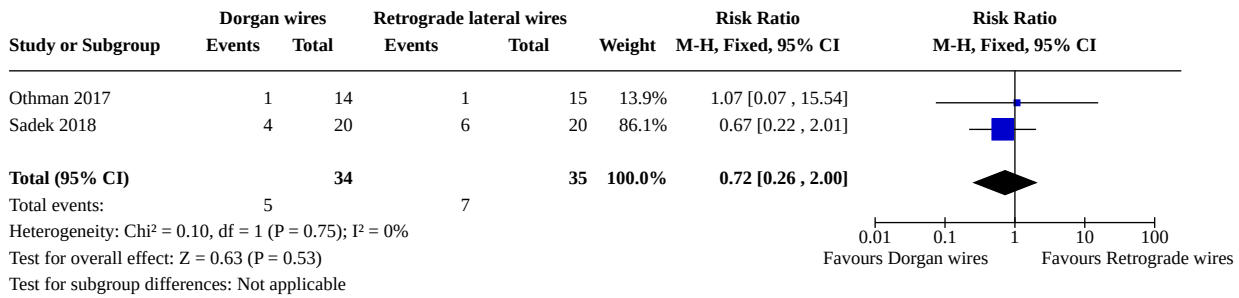 Dorgan wires Retrograde lateral wires Risk Ratio Risk Ratio
Study or Subgroup Events Total Events Total Weight M-H, Fixed, 95% CI M-H, Fixed, 95% CI
Othman 2017 1 14 1 15 13.9% 1.07 [0.07 , 15.54]
Sadek 2018 4 20 6 20 86.1% 0.67 [0.22 , 2.01]
Total (95% CI) 34 35 100.0% 0.72 [0.26 , 2.00]
Total events: 5 7
Heterogeneity: Chi² = 0.10, df = 1 (P = 0.75); I² = 0%
0.01 0.1 1 10 100
Test for overall effect: Z = 0.63 (P = 0.53) Favours Dorgan wires Favours Retrograde wires
Test for subgroup differences: Not applicable